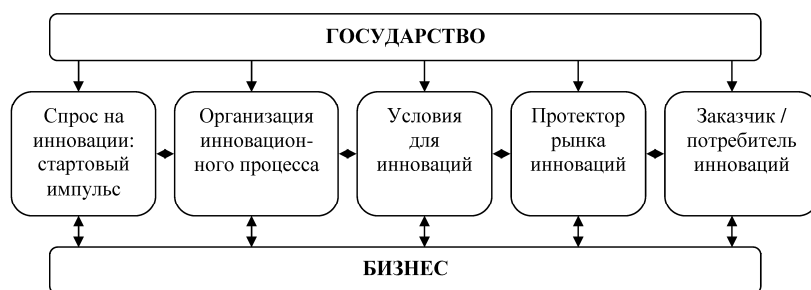 ГОСУДАРСТВО
Спрос на
инновации:
стартовый
импульс
Организация
инновацион-
ного процесса
Условия
для
инноваций
Протектор
рынка
инноваций
Заказчик /
потребитель
инноваций
БИЗНЕС